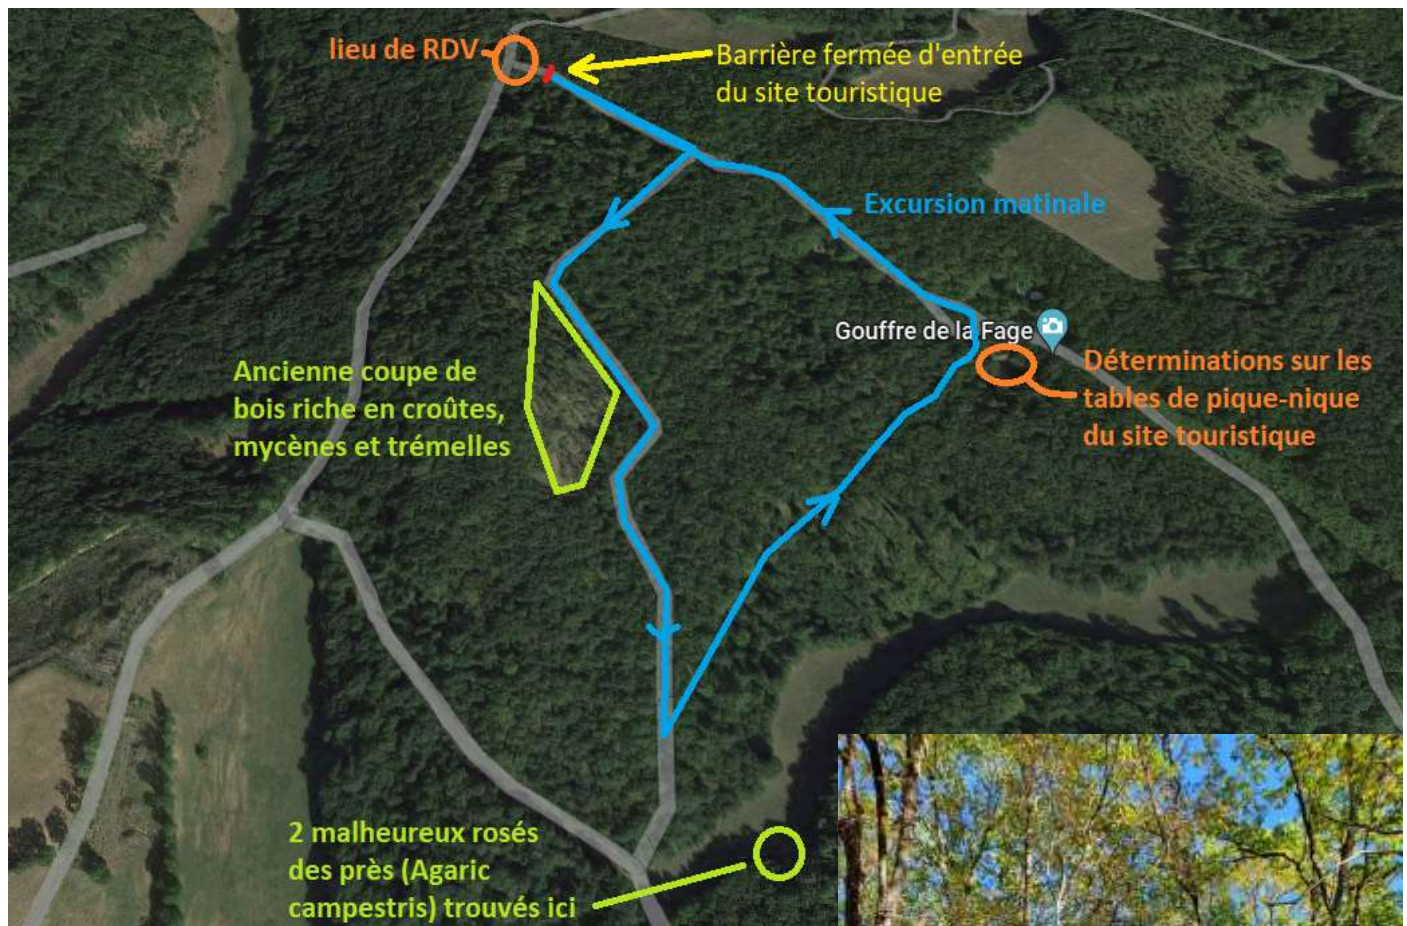 lieu de RDV
Barrière fermée d'entrée
du site touristique
Excursion matinale
Gouffre de la Fage
Déterminations sur les
tables de pique-nique
du site touristique
Ancienne coupe de
bois riche en croûtes,
mycènes et trémelles
2 malheureux rosés
des près (Agaric
campestris) trouvés ici